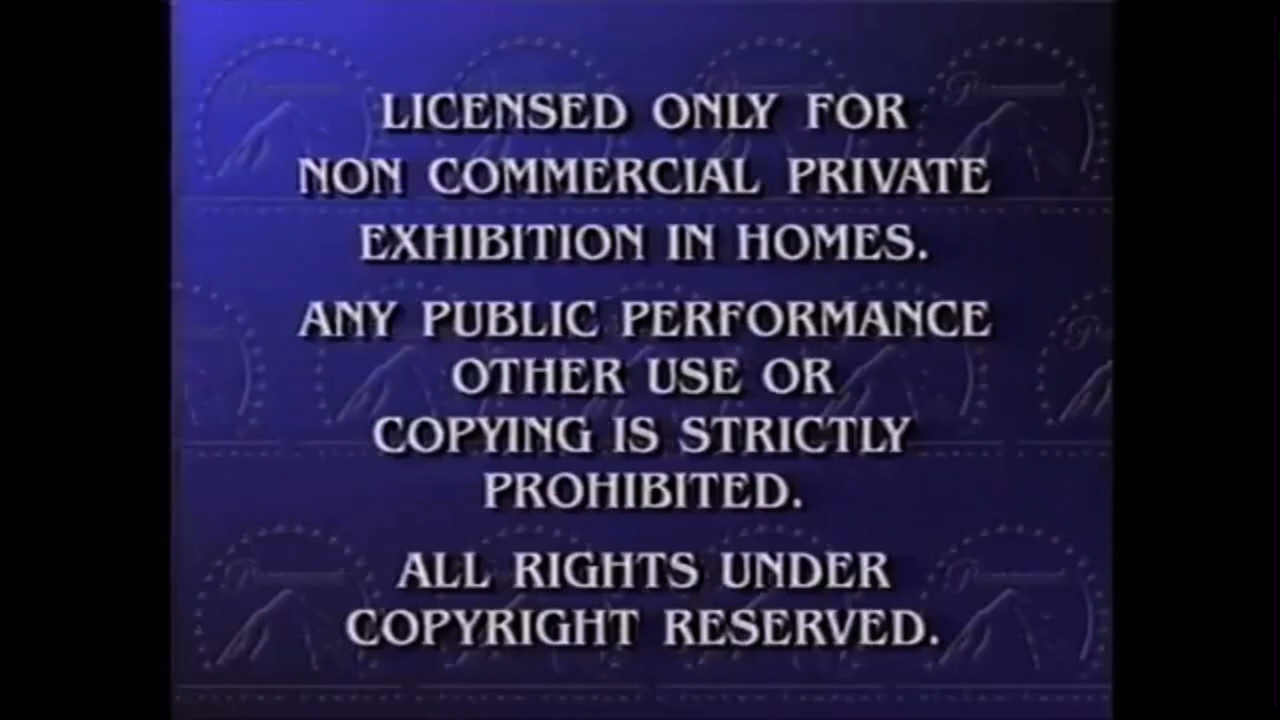 LICENSED ONLY FOR
NON COMMERCIAL PRIVATE
EXHIBITION IN HOMES.
ANY PUBLIC PERFORMANCE
OTHER USE OR
COPYING IS STRICTLY
PROHIBITED.
ALL RIGHTS UNDER
COPYRIGHT RESERVED.